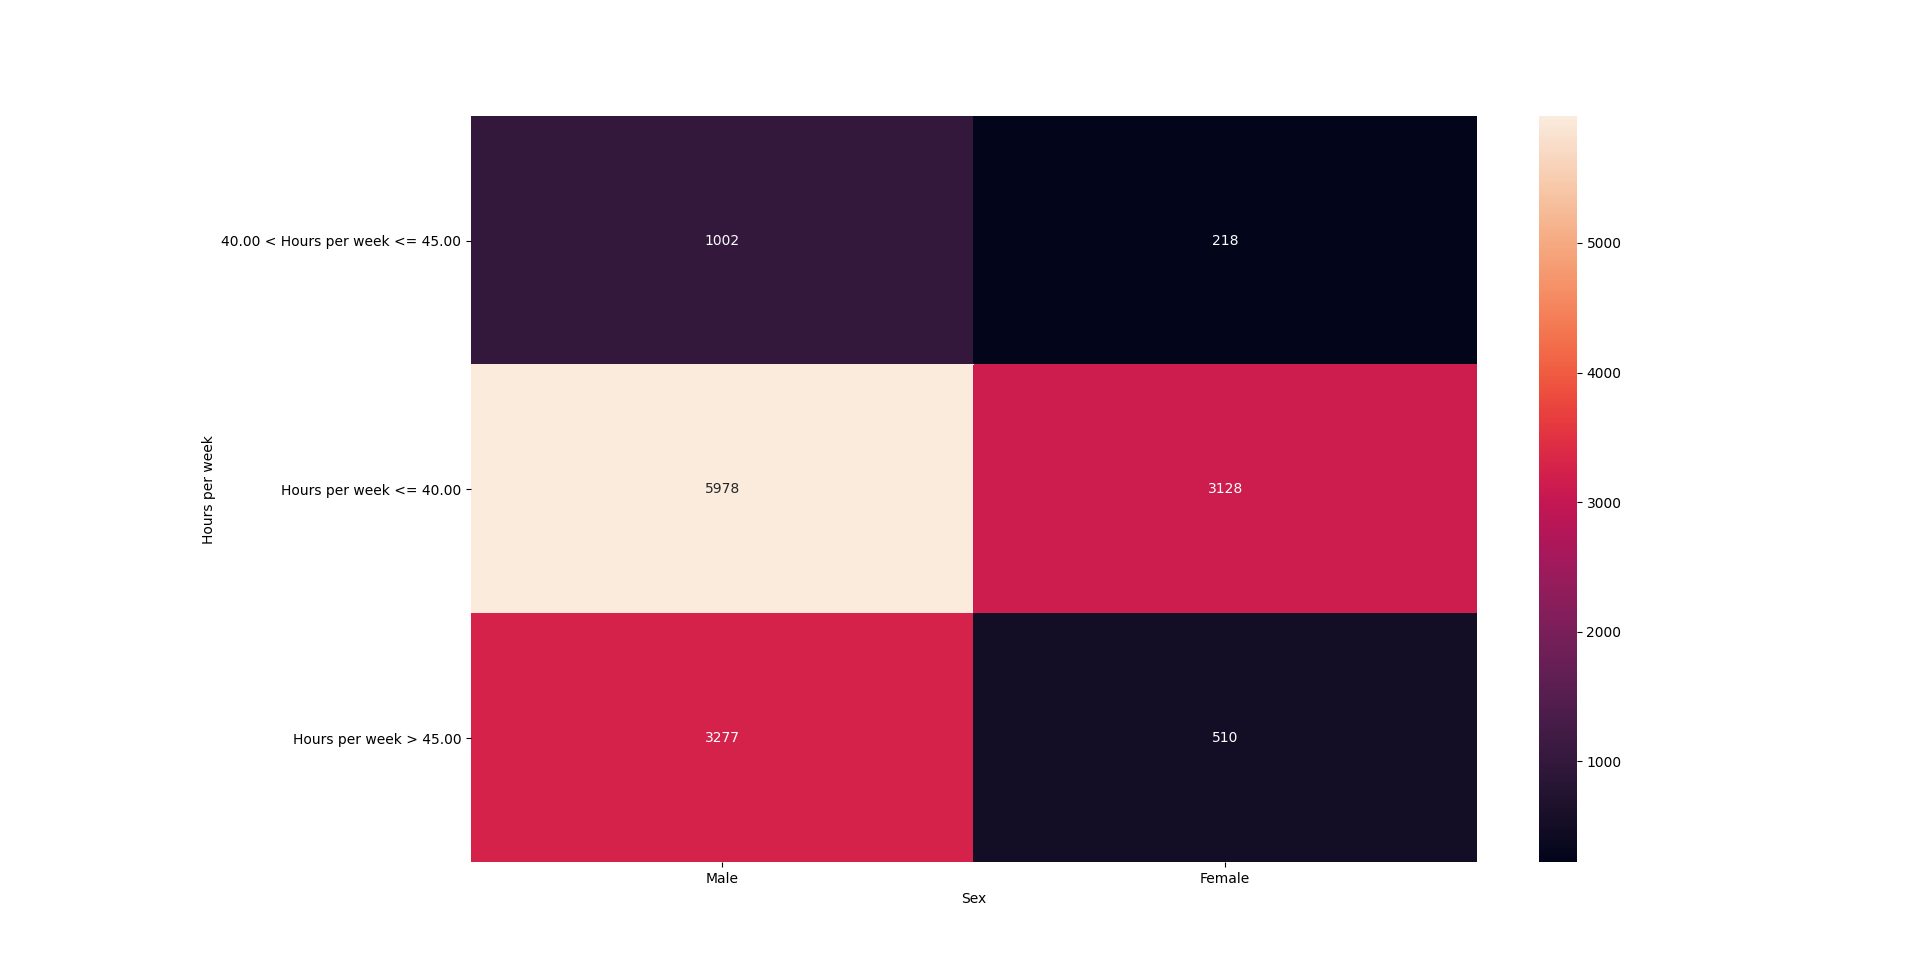 40.00 < Hours per week <= 45.00
1002
218
5000
4000
Hours per week
Hours per week <= 40.00
5978
3128
3000
2000
Hours per week > 45.00
3277
510
1000
Male
Female
Sex